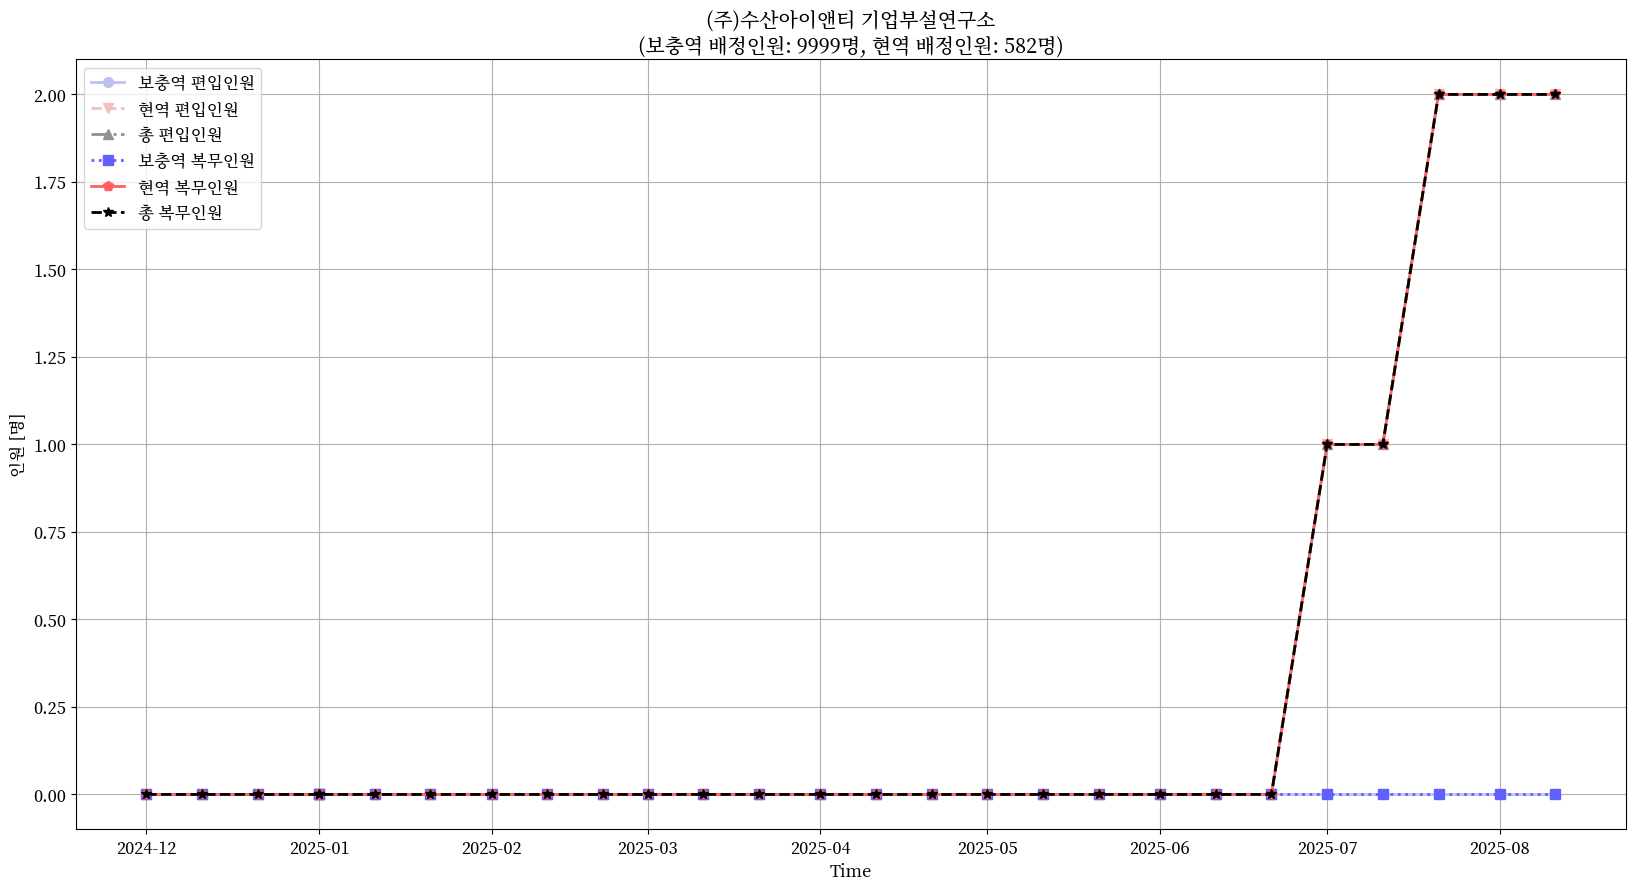 (주)수산아이앤티 기업부설연구소
(보충역 배정인원: 9999명, 현역 배정인원: 582명)
보충역 편입인원
현역 편입인원
총 편입인원
보충역 복무인원
현역 복무인원
총 복무인원
2.00
1.75
1.50
1.25
1.00
0.75
0.50
0.25
0.00
인원 [명]
2024-12 2025-01 2025-02 2025-03 2025-04 2025-05 2025-06 2025-07 2025-08
Time